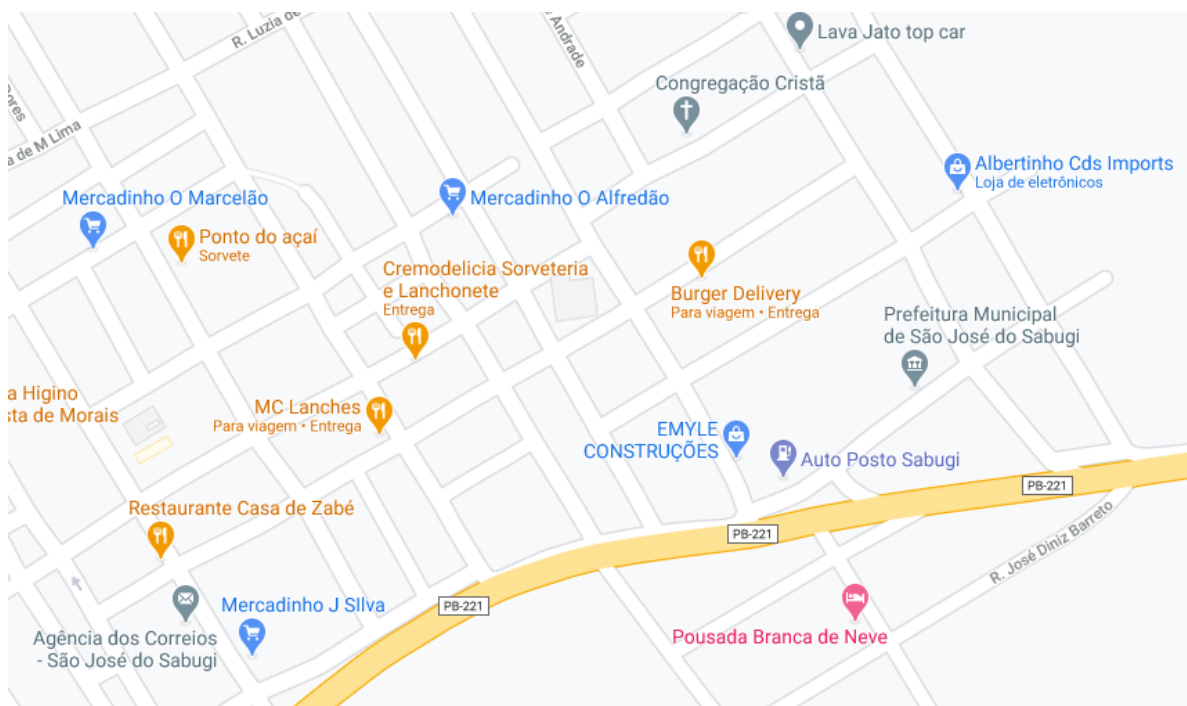 R. Luzia de
Andrade
Lava Jato top car
Congregação Cristã
ores
a de M Lima
Albertinho Cds Imports
Loja de eletrônicos
Mercadinho O Marcelão
Mercadinho O Alfredão
Ponto do açaí
Sorvete
Cremodelicia Sorveteria
e Lanchonete
Entrega
Burger Delivery
Para viagem • Entrega
Prefeitura Municipal
de São José do Sabugi
a Higino
sta de Morais
MC Lanches
Para viagem • Entrega
EMYLE
CONSTRUÇÕES
Auto Posto Sabugi
PB-221
Restaurante Casa de Zabé
PB-221
R. José Diniz Barreto
PB-221
Mercadinho J SIlva
Agência dos Correios
- São José do Sabugi
Pousada Branca de Neve